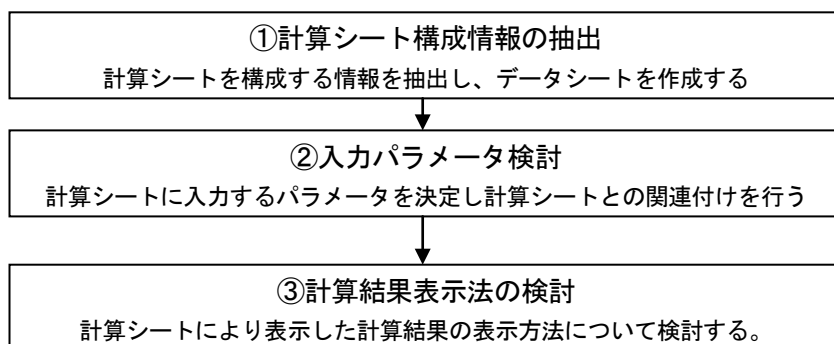 ①計算シート構成情報の抽出
計算シートを構成する情報を抽出し、データシートを作成する
②入力パラメータ検討
計算シートに入力するパラメータを決定し計算シートとの関連付けを行う
③計算結果表示法の検討
計算シートにより表示した計算結果の表示方法について検討する。